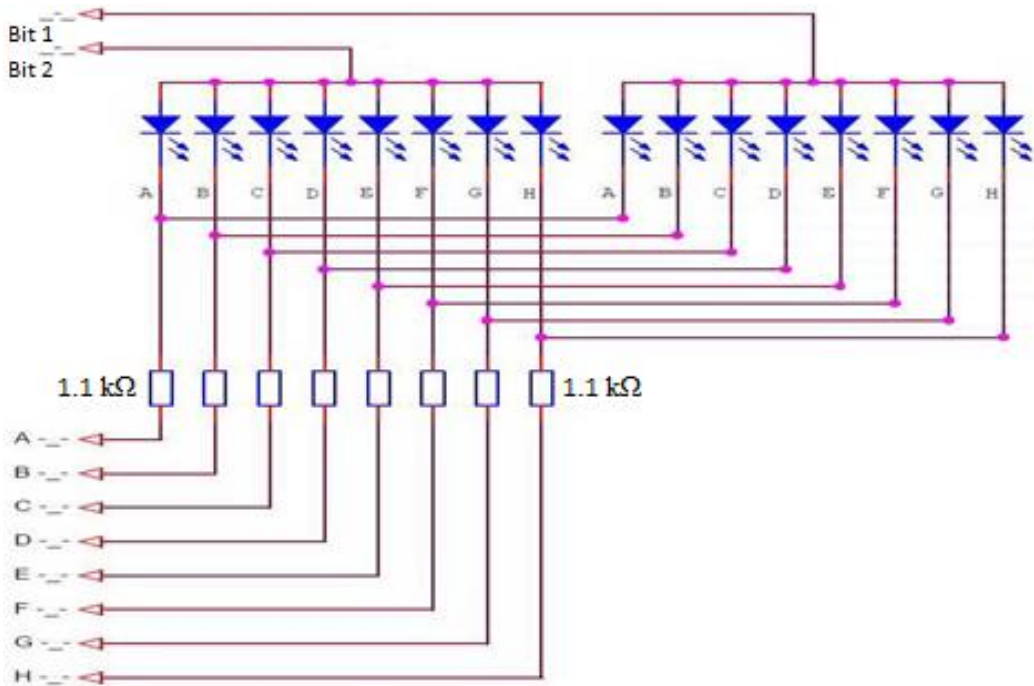 Bit 1
Bit 2
A B C D E F G H A B C D E F G H
1.1 kΩ 1.1 kΩ
A -_-
B -_-
C -_-
D -_-
E -_-
F -_-
G -_-
H -_-